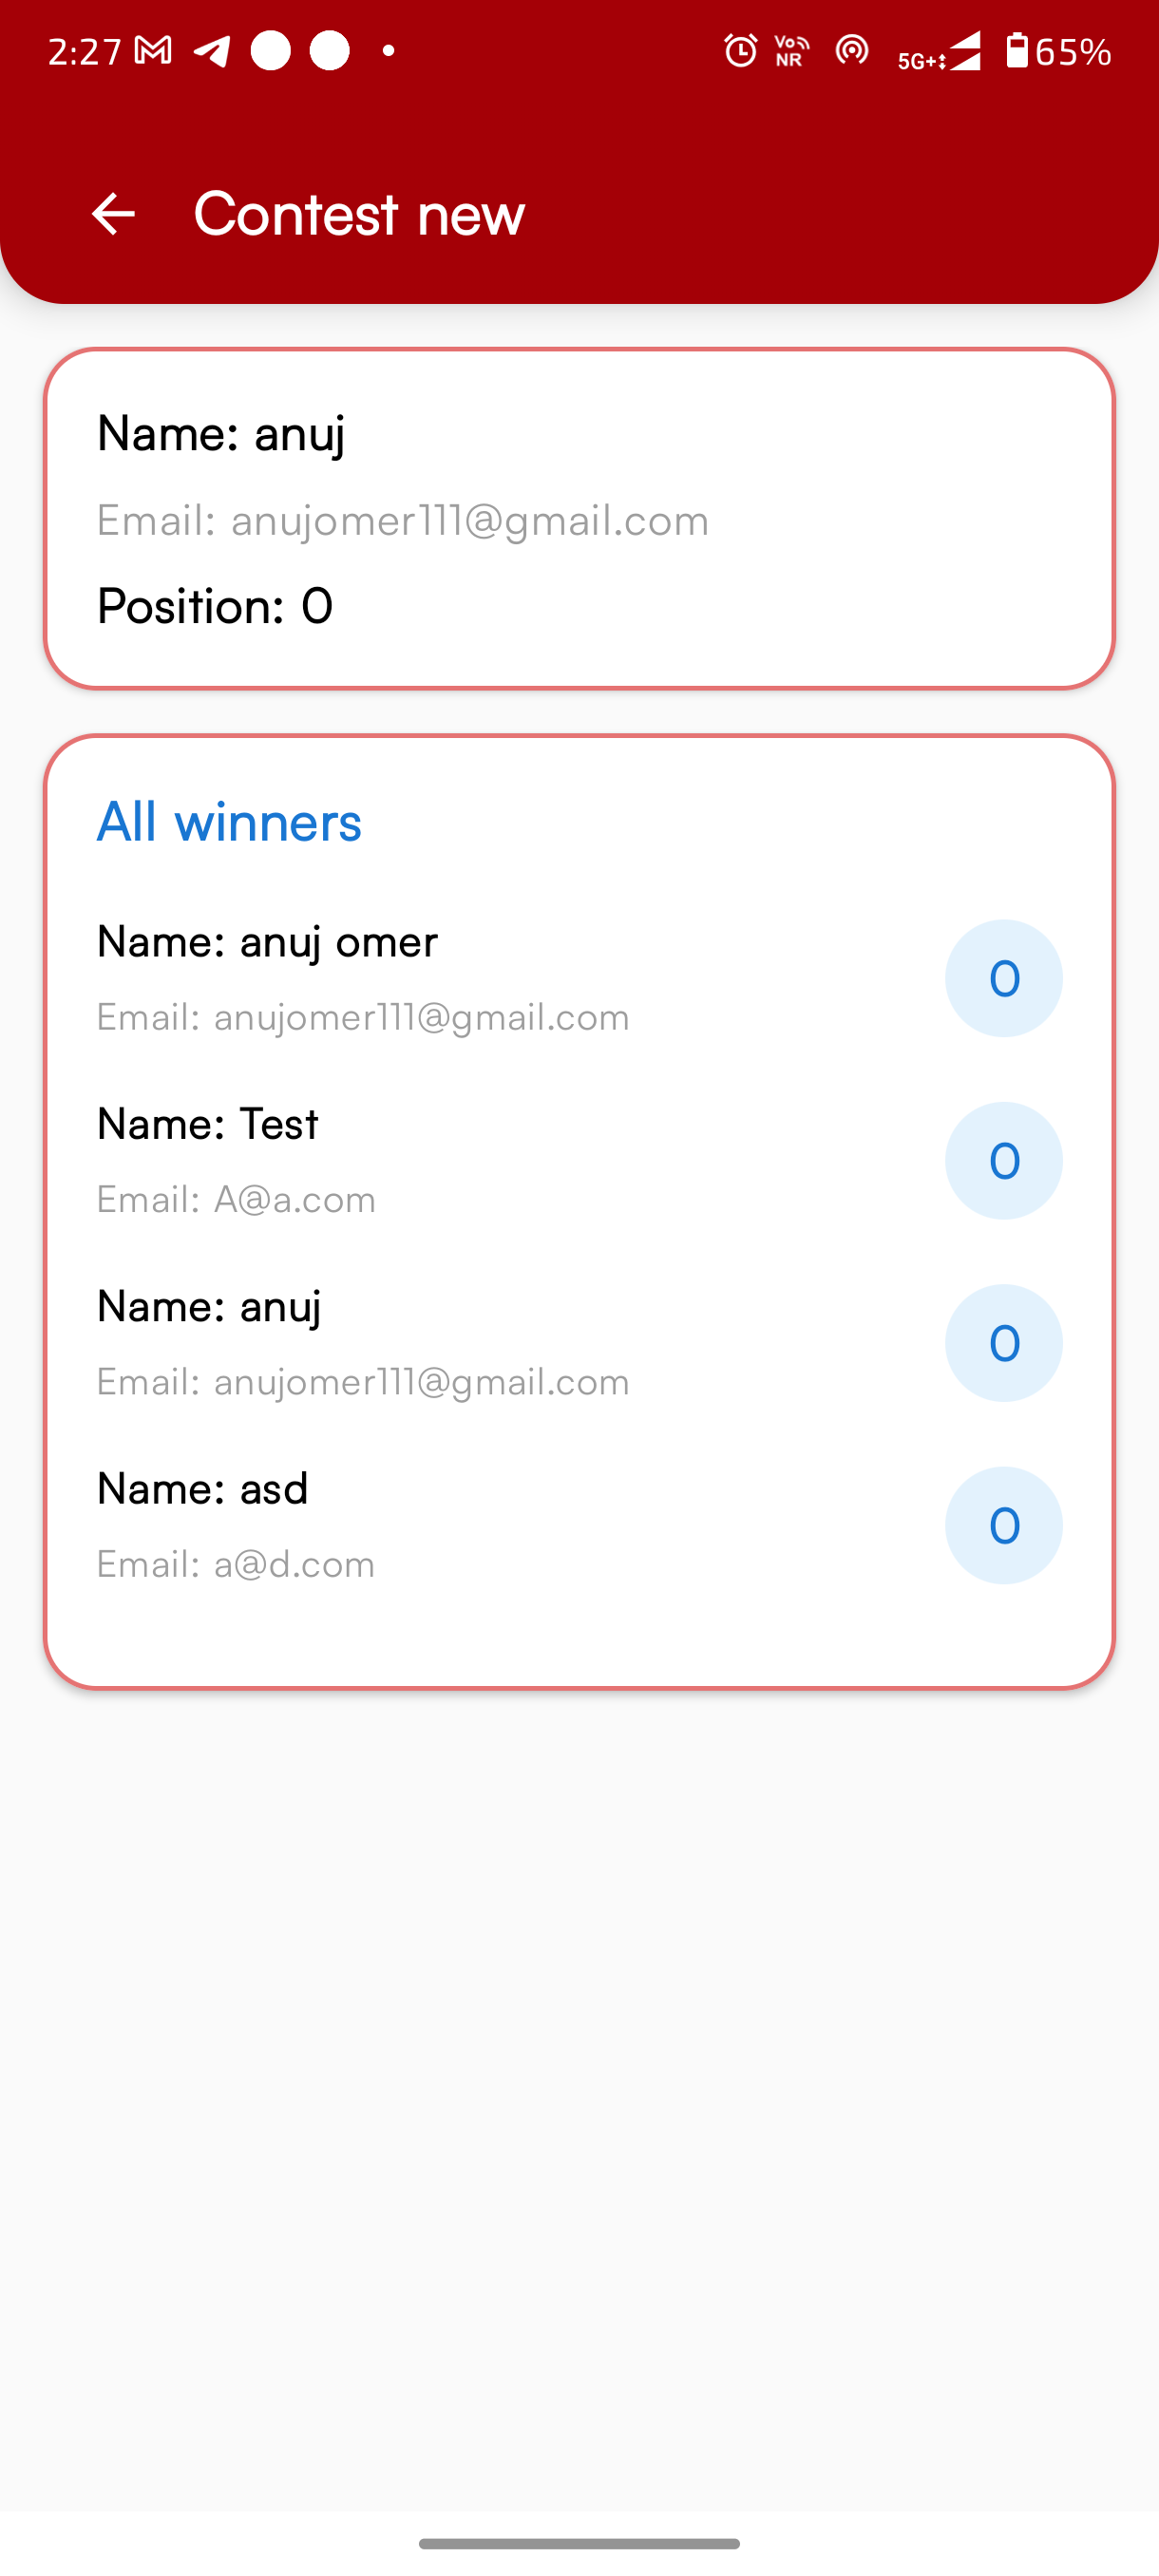 2:27
Vo NR
5G+
65%
Contest new
Name: anuj
Email: anujomer111@gmail.com
Position: 0
All winners
Name: anuj omer
0
Email: anujomer111@gmail.com
Name: Test
0
Email: A@a.com
Name: anuj
0
Email: anujomer111@gmail.com
Name: asd
0
Email: a@d.com